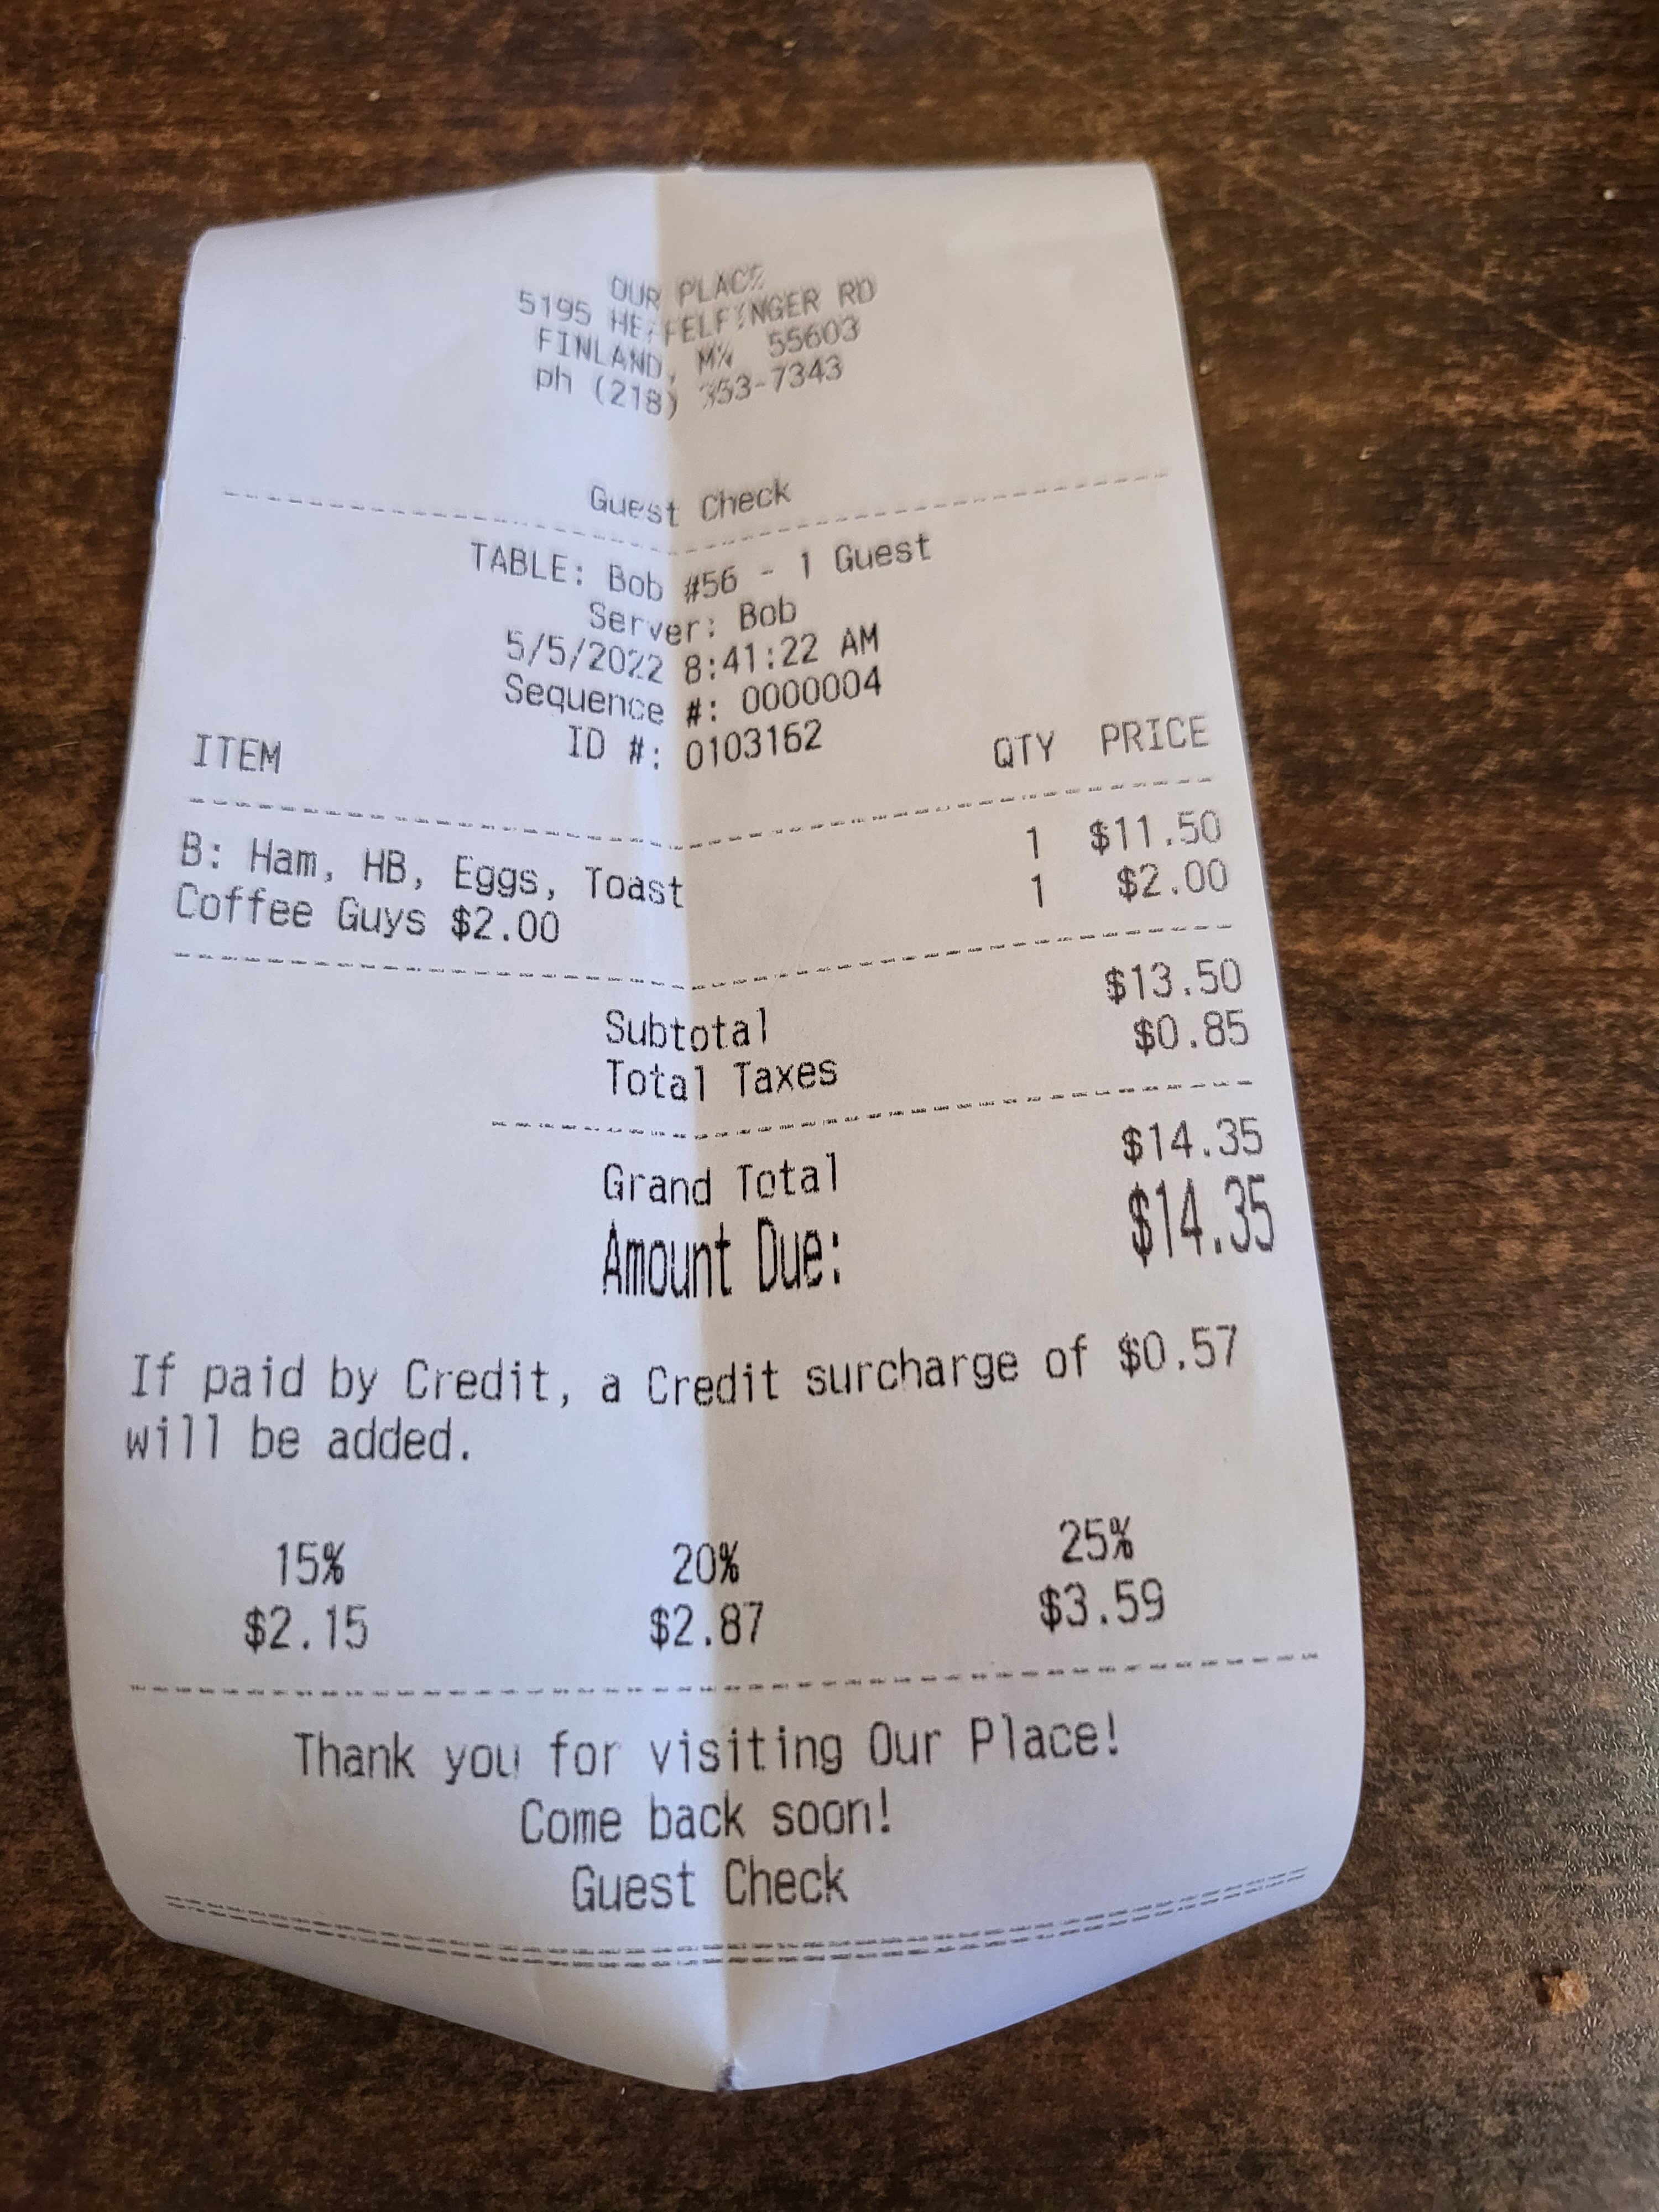 OUR PLACE
5195 HEFFELFINGER RD
FINLAND, MN 55603
ph (218) 353-7343
Guest Check
TABLE: Bob #56 - 1 Guest
Server: Bob
5/5/2022 8:41:22 AM
Sequence #: 0000004
ID #: 0103162
ITEM QTY PRICE
B: Ham, HB, Eggs, Toast 1 $11.50
Coffee Guys $2.00 1 $2.00
Subtotal $13.50
Total Taxes $0.85
Grand Total $14.35
Amount Due: $14.35
If paid by Credit, a Credit surcharge of $0.57
will be added.
15% 20% 25%
$2.15 $2.87 $3.59
Thank you for visiting Our Place!
Come back soon!
Guest Check